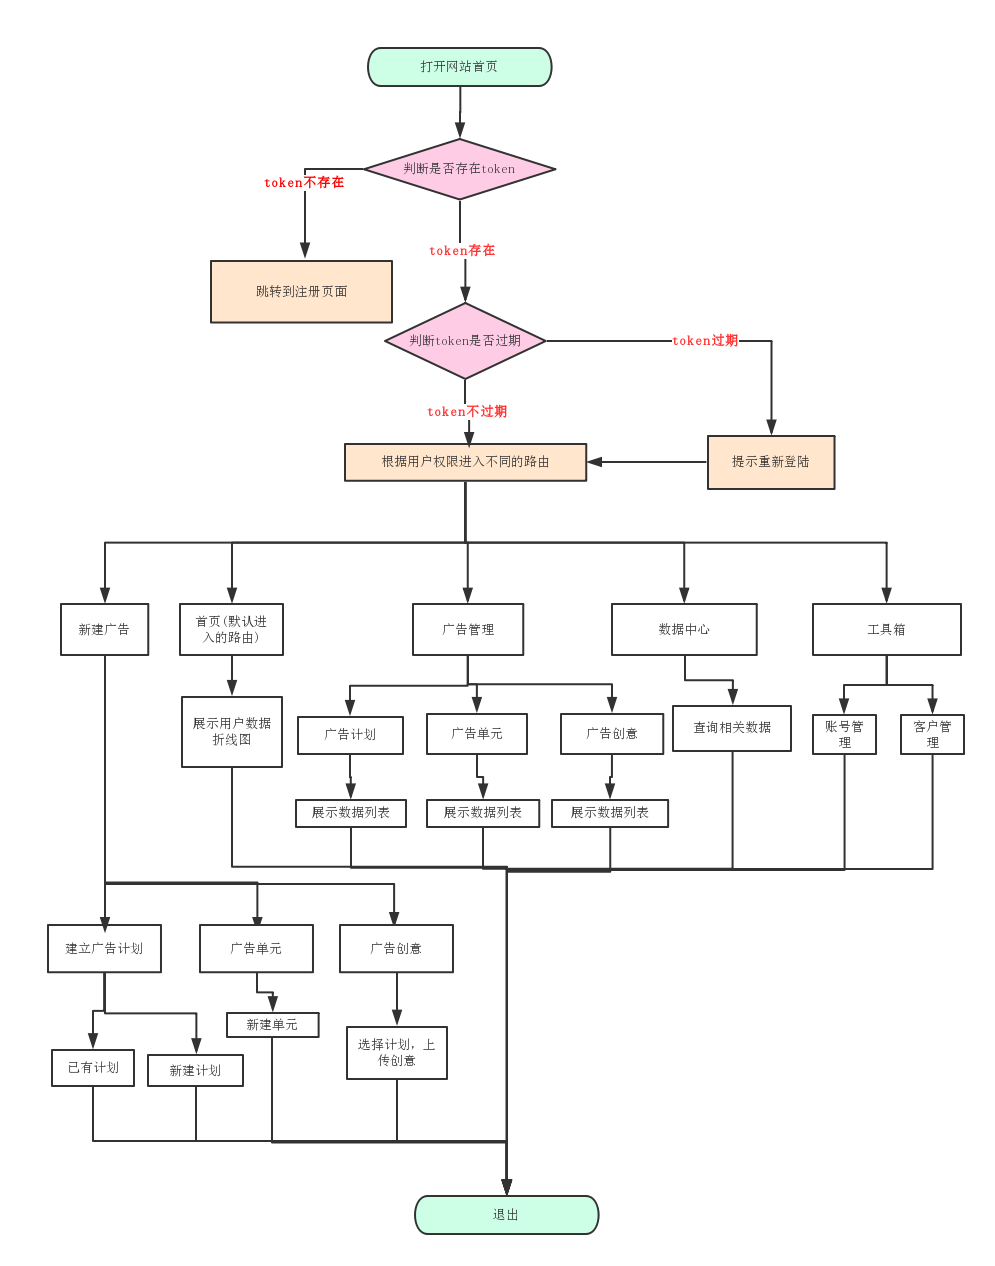 打开网站首页
判断是否存在token
token不存在
token存在
跳转到注册页面
判断token是否过期
token过期
token不过期
根据用户权限进入不同的路由
提示重新登陆
新建广告
首页(默认进
入的路由)
广告管理
数据中心
工具箱
展示用户数据
折线图
广告计划
广告单元
广告创意
查询相关数据
账号管
理
客户管
理
展示数据列表
展示数据列表
展示数据列表
建立广告计划
广告单元
广告创意
新建单元
选择计划，上
传创意
已有计划
新建计划
退出